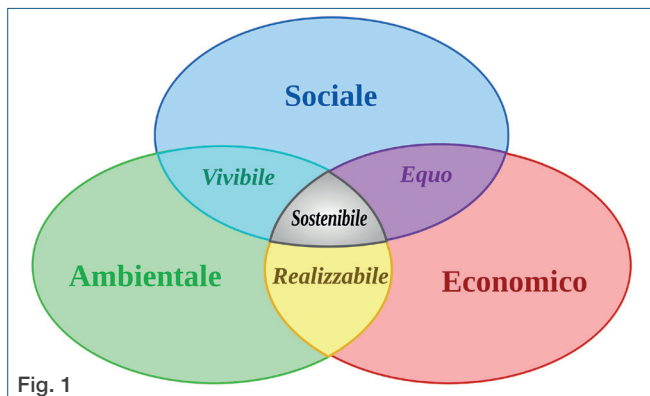 Sociale
Vivibile
Equo
Sostenibile
Ambientale
Realizzabile
Economico
Fig. 1